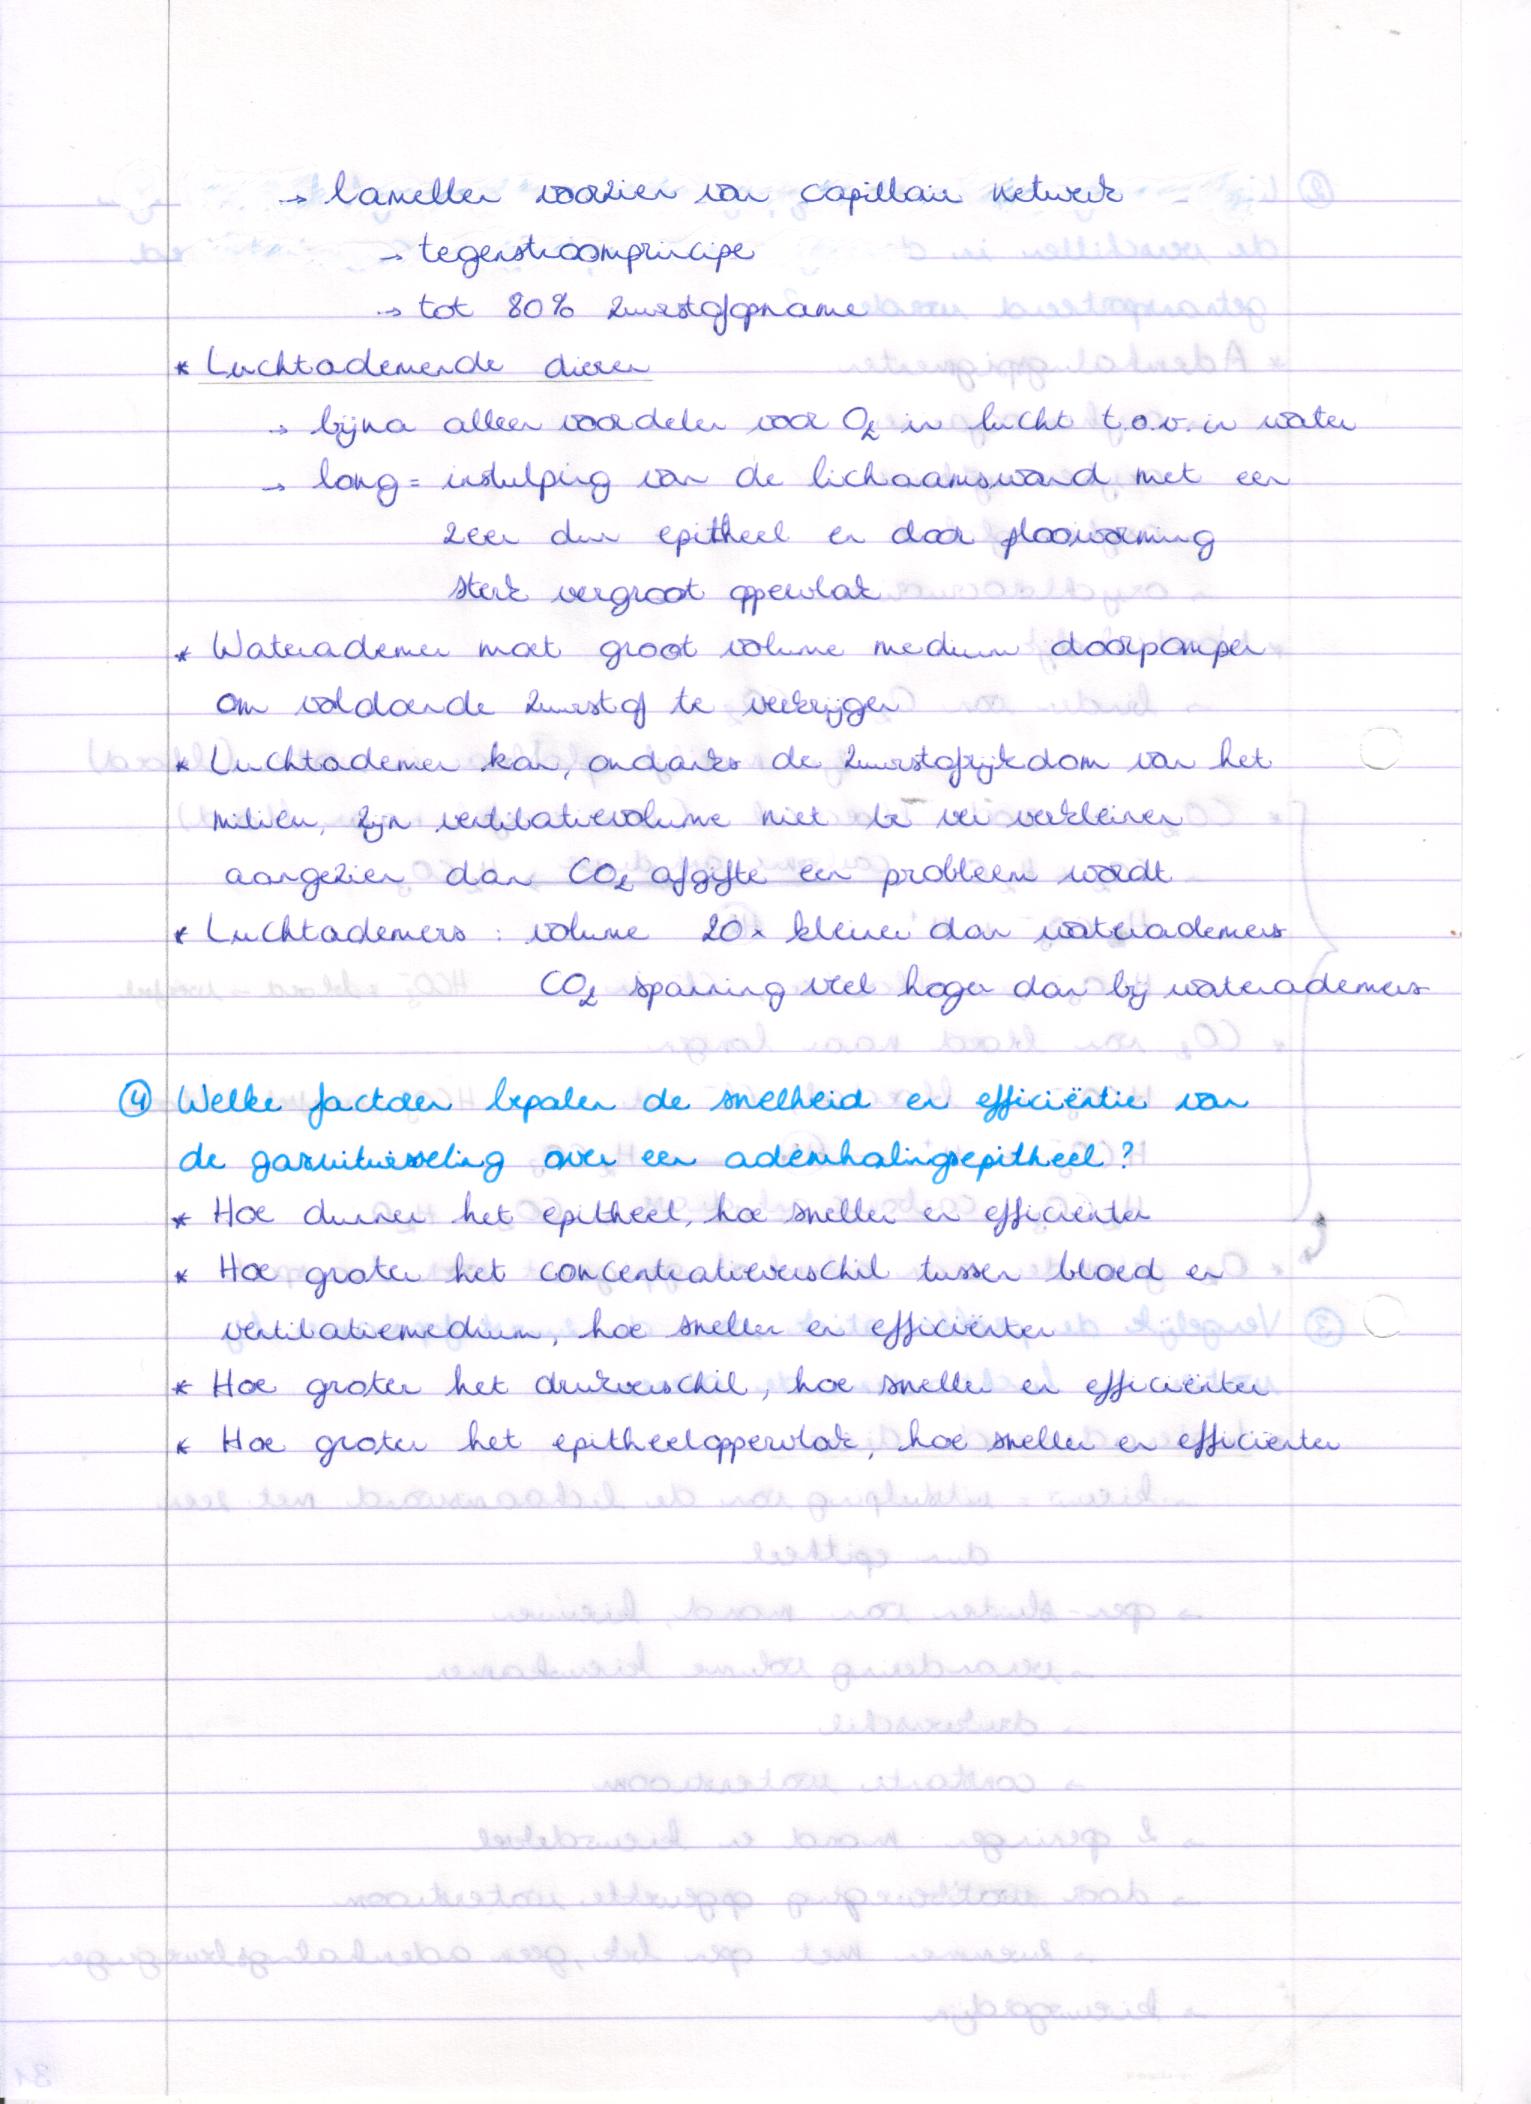 → lamellen voorzien van capillair netwerk
→ tegenstroomprincipe
→ tot 80% zuurstofopname
* Luchtademende dieren
→ bijna alleen voordelen voor O₂ in lucht t.o.v. in water
→ long = instulping van de lichaamswand met een
zeer dun epitheel en door plooivorming
sterk vergroot oppervlak
* Waterademer moet groot volume medium doorpompen
om voldoende zuurstof te verkrijgen
* Luchtademer kan, ondanks de zuurstofrijkdom van het
milieu, zijn ventilatievolume niet te ver verkleinen
aangezien dan CO₂ afgifte een probleem wordt
* Luchtademers : volume 20x kleiner dan waterademers
CO₂ spanning veel hoger dan bij waterademers
④ Welke factoren bepalen de snelheid en efficiëntie van
de gasuitwisseling over een ademhalingsepitheel?
* Hoe dunner het epitheel, hoe sneller en efficiënter
* Hoe groter het concentratieverschil tussen bloed en
ventilatiemedium, hoe sneller en efficiënter
* Hoe groter het drukverschil, hoe sneller en efficiënter
* Hoe groter het epitheeloppervlak, hoe sneller en efficiënter